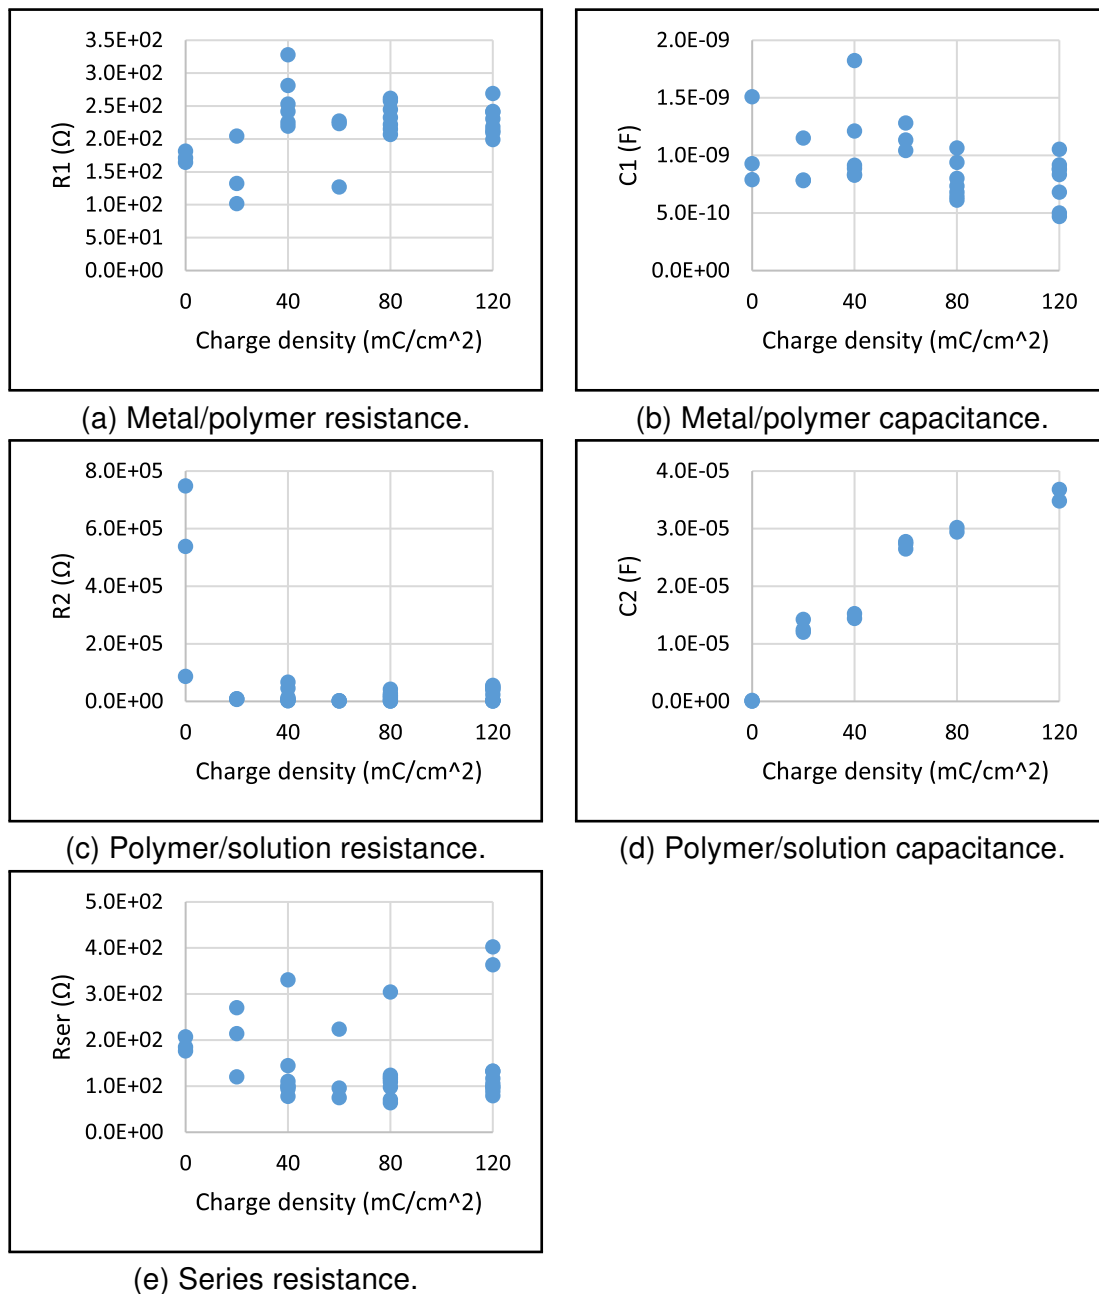 3.5E+02
3.0E+02
2.5E+02
2.0E+02
1.5E+02
1.0E+02
5.0E+01
0.0E+00
R1 (Ω)
0 40 80 120
Charge density (mC/cm^2)
(a) Metal/polymer resistance.
2.0E-09
1.5E-09
1.0E-09
5.0E-10
0.0E+00
C1 (F)
0 40 80 120
Charge density (mC/cm^2)
(b) Metal/polymer capacitance.
8.0E+05
6.0E+05
4.0E+05
2.0E+05
0.0E+00
R2 (Ω)
0 40 80 120
Charge density (mC/cm^2)
(c) Polymer/solution resistance.
4.0E-05
3.0E-05
2.0E-05
1.0E-05
0.0E+00
C2 (F)
0 40 80 120
Charge density (mC/cm^2)
(d) Polymer/solution capacitance.
5.0E+02
4.0E+02
3.0E+02
2.0E+02
1.0E+02
0.0E+00
Rser (Ω)
0 40 80 120
Charge density (mC/cm^2)
(e) Series resistance.